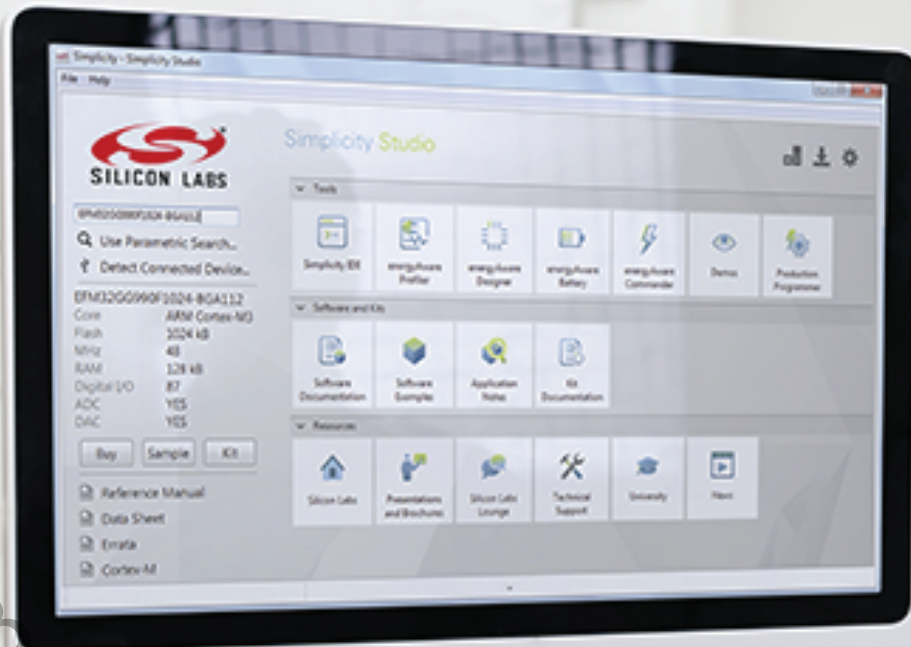 Simplicity - Simplicity Studio
File Help
SILICON LABS
Simplicity Studio
EFM32GG990F1024-BGA112
Use Parametric Search...
Detect Connected Device...
EFM32GG990F1024-BGA112
Core ARM Cortex-M3
Flash 1024 kB
MHz 48
RAM 128 kB
Digital I/O 87
ADC YES
DAC YES
Buy Sample Kit
Reference Manual
Data Sheet
Errata
Cortex-M
Tools
Simplicity IDE
energyAware Profiler
energyAware Designer
energyAware Battery
energyAware Commander
Demos
Production Programmer
Software and Kits
Software Documentation
Software Examples
Application Notes
Kit Documentation
Resources
Silicon Labs
Presentations and Brochures
Silicon Labs Lounge
Technical Support
University
News